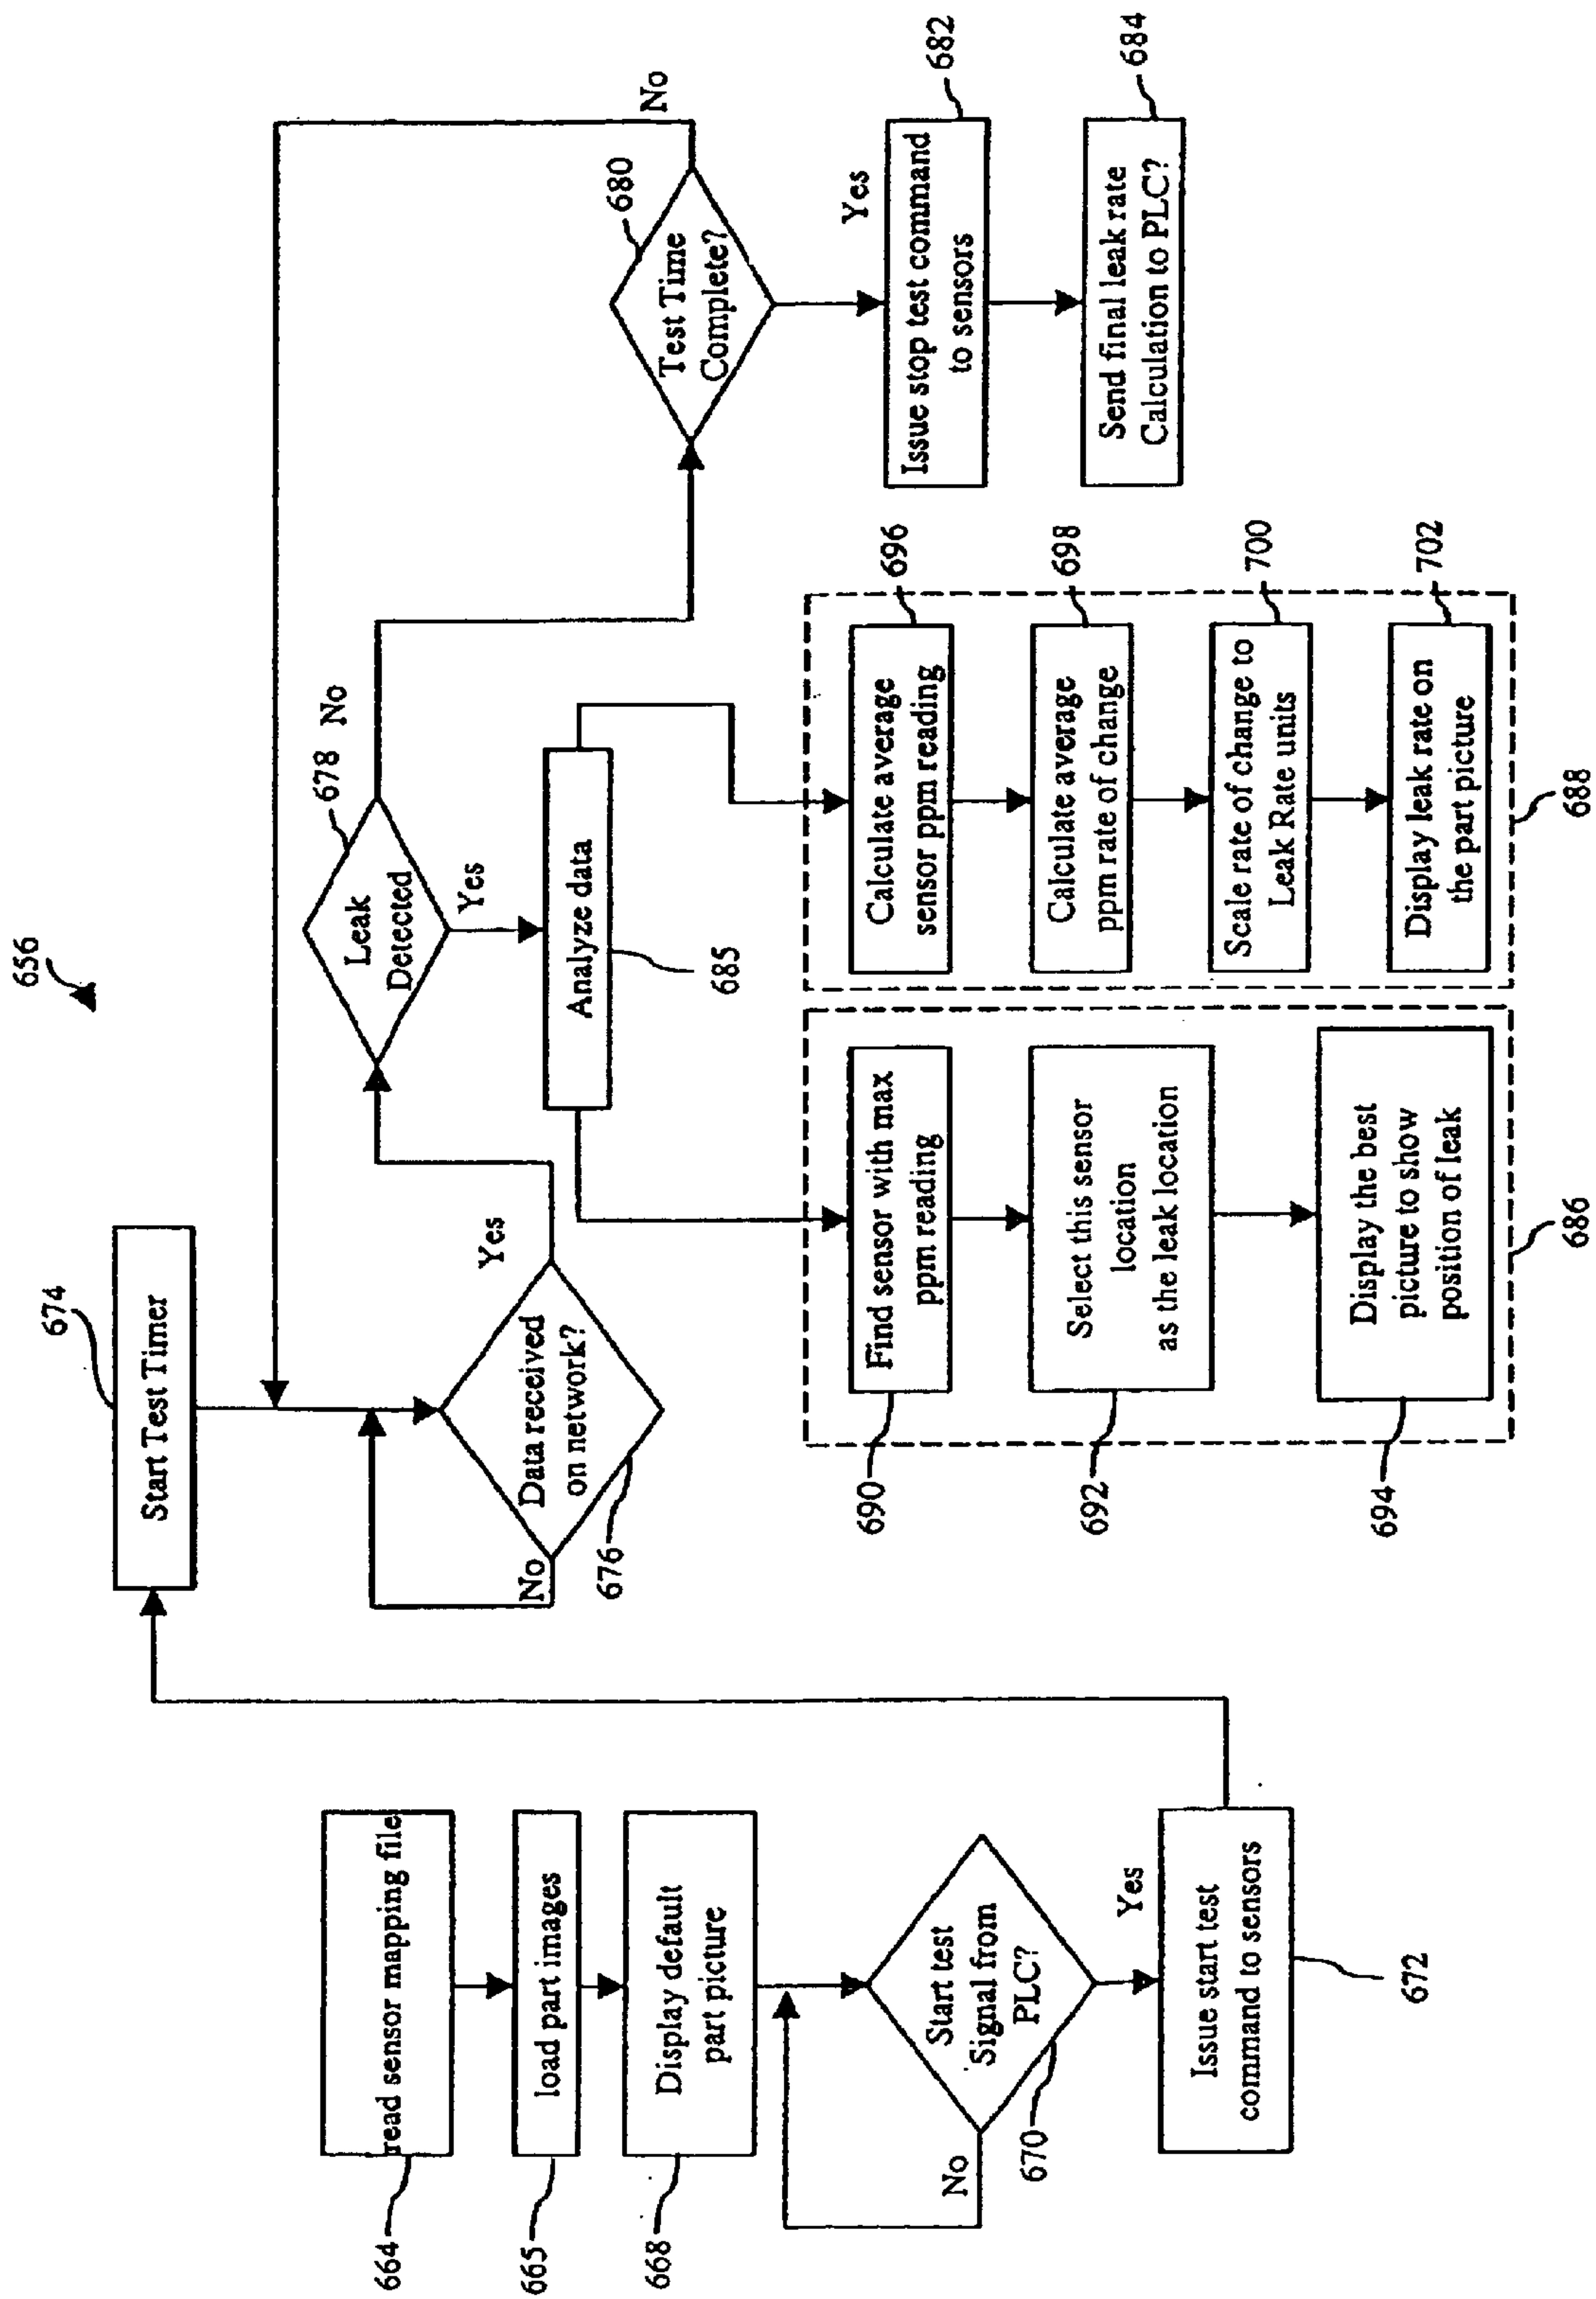 656
read sensor mapping file
664
load part images
665
Display default
part picture
668
Start test
Signal from
PLC?
670
No
Yes
Issue start test
command to sensors
672
Start Test Timer
674
Data received
on network?
676
No
Yes
Leak
Detected
678
No
Yes
Analyze data
685
Test Time
Complete?
680
No
Yes
Issue stop test command
to sensors
682
Send final leak rate
Calculation to PLC?
684
Find sensor with max
ppm reading
690
Select this sensor
location
as the leak location
692
Display the best
picture to show
position of leak
694
686
Calculate average
sensor ppm reading
696
Calculate average
ppm rate of change
698
Scale rate of change to
Leak Rate units
700
Display leak rate on
the part picture
702
688